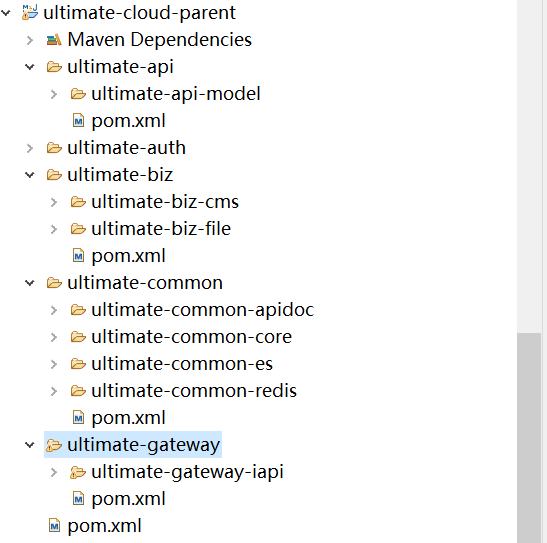 ultimate-cloud-parent
Maven Dependencies
ultimate-api
ultimate-api-model
pom.xml
ultimate-auth
ultimate-biz
ultimate-biz-cms
ultimate-biz-file
pom.xml
ultimate-common
ultimate-common-apidoc
ultimate-common-core
ultimate-common-es
ultimate-common-redis
pom.xml
ultimate-gateway
ultimate-gateway-iapi
pom.xml
pom.xml